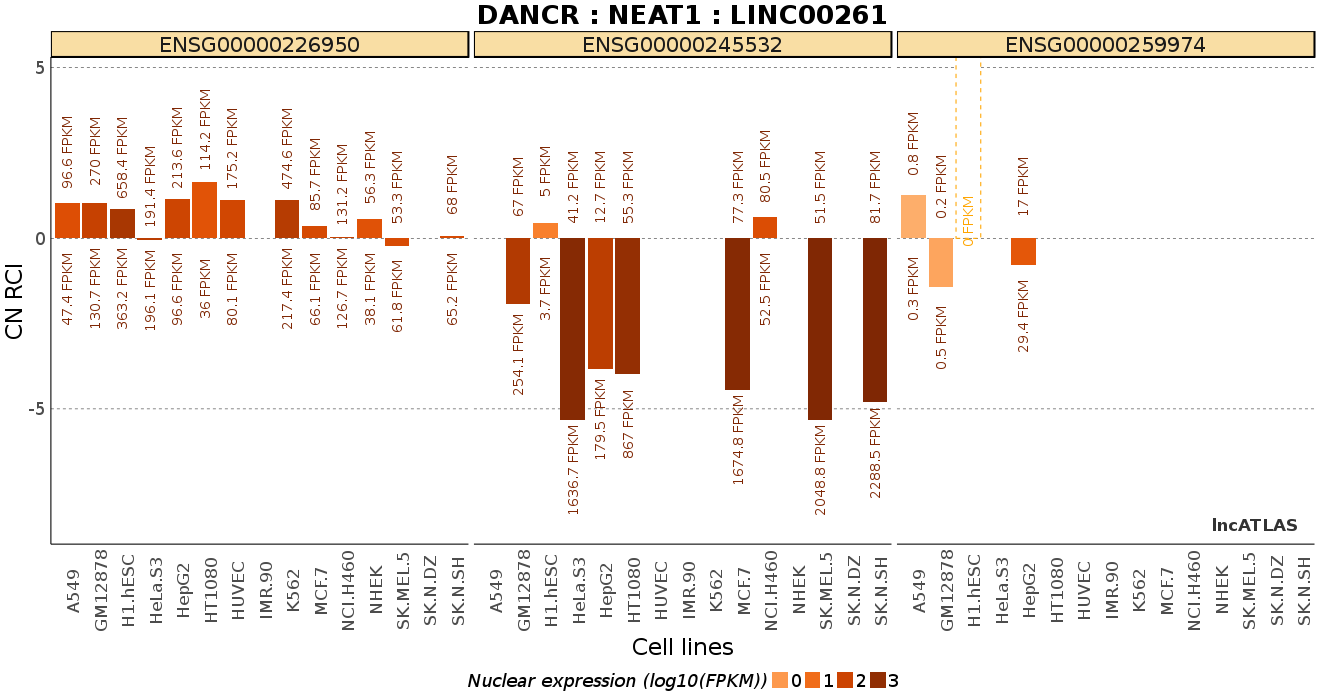 DANCR : NEAT1 : LINC00261
ENSG00000226950
ENSG00000245532
ENSG00000259974
CN RCI
5
0
-5
96.6 FPKM
270 FPKM
658.4 FPKM
191.4 FPKM
213.6 FPKM
114.2 FPKM
175.2 FPKM
474.6 FPKM
85.7 FPKM
131.2 FPKM
56.3 FPKM
53.3 FPKM
68 FPKM
47.4 FPKM
130.7 FPKM
363.2 FPKM
196.1 FPKM
96.6 FPKM
36 FPKM
80.1 FPKM
217.4 FPKM
66.1 FPKM
126.7 FPKM
38.1 FPKM
61.8 FPKM
65.2 FPKM
67 FPKM
5 FPKM
41.2 FPKM
12.7 FPKM
55.3 FPKM
77.3 FPKM
80.5 FPKM
51.5 FPKM
81.7 FPKM
254.1 FPKM
3.7 FPKM
1636.7 FPKM
179.5 FPKM
867 FPKM
1674.8 FPKM
52.5 FPKM
2048.8 FPKM
2288.5 FPKM
0.8 FPKM
0.2 FPKM
0 FPKM
17 FPKM
0.3 FPKM
0.5 FPKM
29.4 FPKM
lncATLAS
A549
GM12878
H1.hESC
HeLa.S3
HepG2
HT1080
HUVEC
IMR.90
K562
MCF.7
NCI.H460
NHEK
SK.MEL.5
SK.N.DZ
SK.N.SH
A549
GM12878
H1.hESC
HeLa.S3
HepG2
HT1080
HUVEC
IMR.90
K562
MCF.7
NCI.H460
NHEK
SK.MEL.5
SK.N.DZ
SK.N.SH
A549
GM12878
H1.hESC
HeLa.S3
HepG2
HT1080
HUVEC
IMR.90
K562
MCF.7
NCI.H460
NHEK
SK.MEL.5
SK.N.DZ
SK.N.SH
Cell lines
Nuclear expression (log10(FPKM)) 0 1 2 3